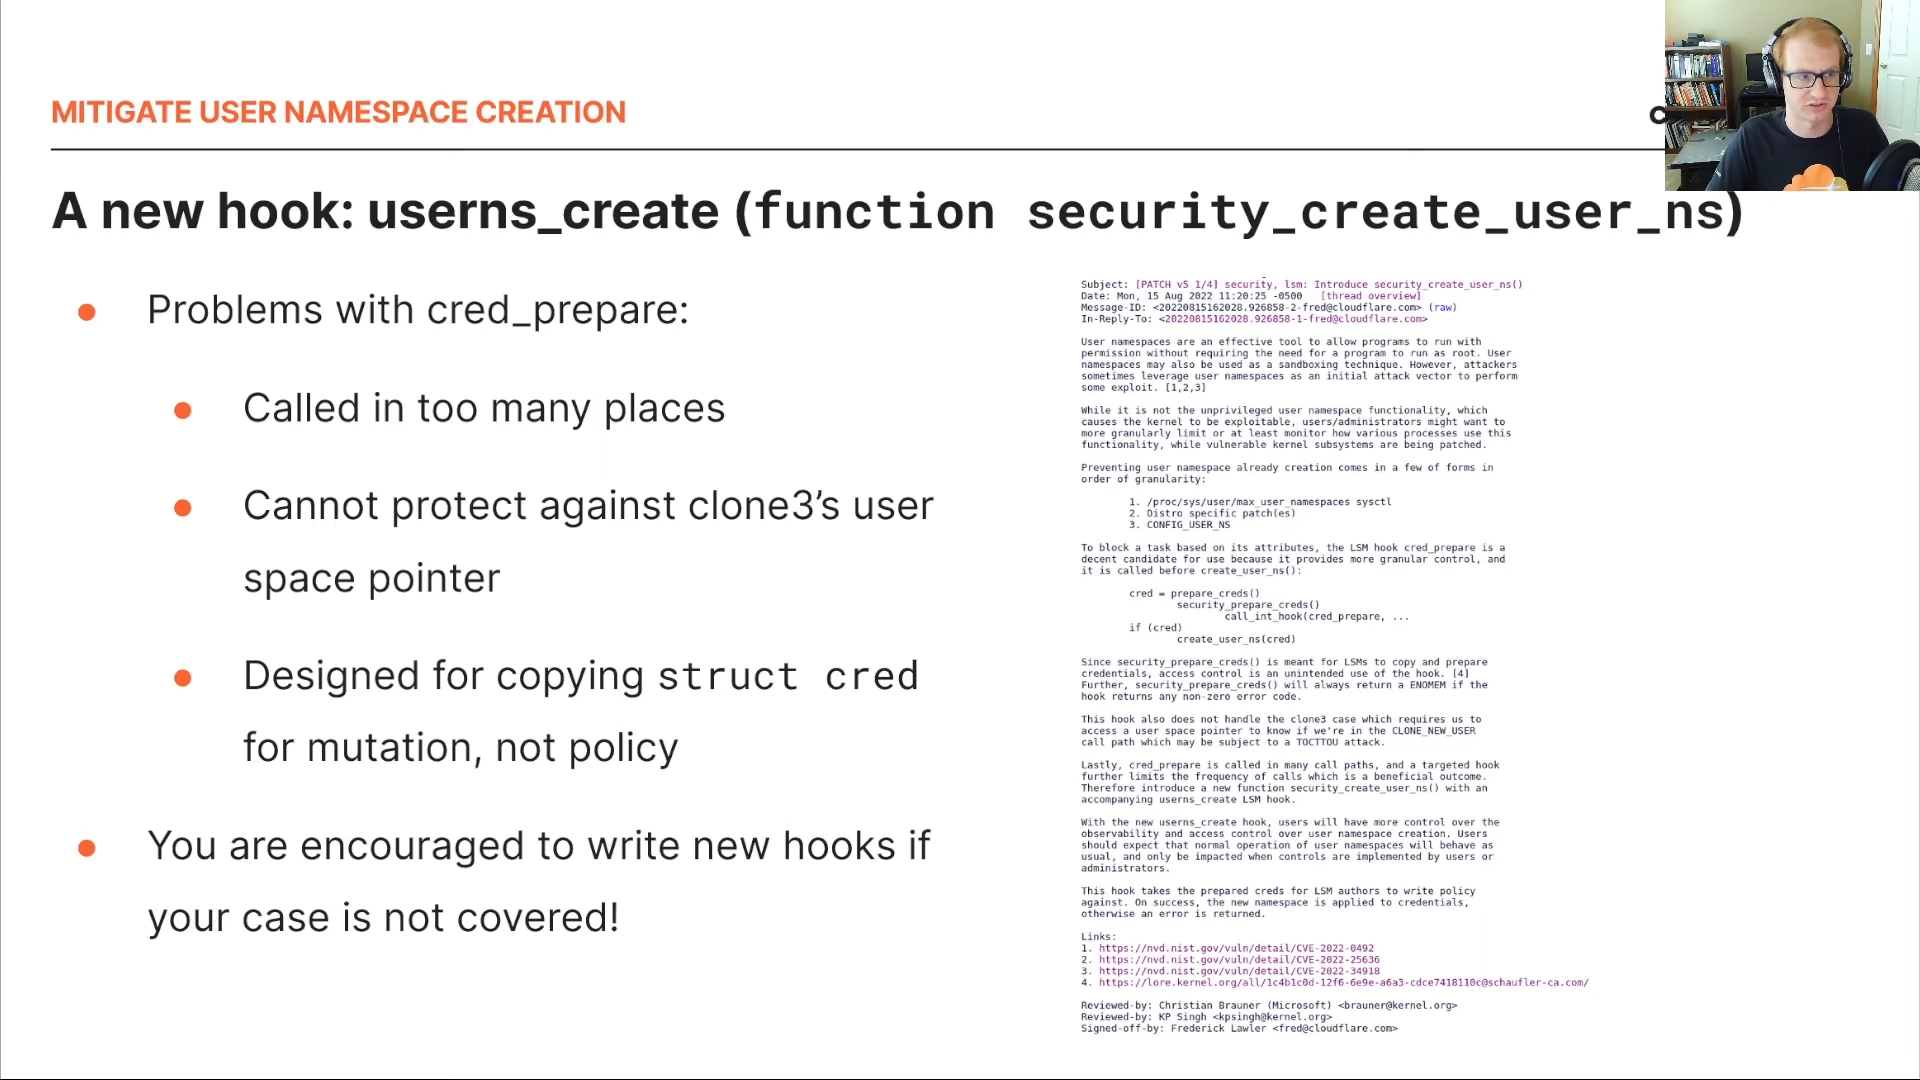 MITIGATE USER NAMESPACE CREATION
A new hook: userns_create (function security_create_user_ns)
Problems with cred_prepare:
Called in too many places
Cannot protect against clone3’s user
space pointer
Designed for copying struct cred
for mutation, not policy
You are encouraged to write new hooks if
your case is not covered!
Subject: [PATCH v5 1/4] security, lsm: Introduce security_create_user_ns()
Date: Mon, 15 Aug 2022 11:20:25 -0500 [thread overview]
Message-ID: <20220815162028.926858-2-fred@cloudflare.com> (raw)
In-Reply-To: <20220815162028.926858-1-fred@cloudflare.com>
User namespaces are an effective tool to allow programs to run with
permission without requiring the need for a program to run as root. User
namespaces may also be used as a sandboxing technique. However, attackers
sometimes leverage user namespaces as an initial attack vector to perform
some exploit. [1,2,3]
While it is not the unprivileged user namespace functionality, which
causes the kernel to be exploitable, users/administrators might want to
more granularly limit or at least monitor how various processes use this
functionality, while vulnerable kernel subsystems are being patched.
Preventing user namespace already creation comes in a few of forms in
order of granularity:
1. /proc/sys/user/max_user_namespaces sysctl
2. Distro specific patch(es)
3. CONFIG_USER_NS
To block a task based on its attributes, the LSM hook cred_prepare is a
decent candidate for use because it provides more granular control, and
it is called before create_user_ns():
cred = prepare_creds()
security_prepare_creds()
call_int_hook(cred_prepare, ...
if (cred)
create_user_ns(cred)
Since security_prepare_creds() is meant for LSMs to copy and prepare
credentials, access control is an unintended use of the hook. [4]
Further, security_prepare_creds() will always return a ENOMEM if the
hook returns any non-zero error code.
This hook also does not handle the clone3 case which requires us to
access a user space pointer to know if we're in the CLONE_NEW_USER
call path which may be subject to a TOCTTOU attack.
Lastly, cred_prepare is called in many call paths, and a targeted hook
further limits the frequency of calls which is a beneficial outcome.
Therefore introduce a new function security_create_user_ns() with an
accompanying userns_create LSM hook.
With the new userns_create hook, users will have more control over the
observability and access control over user namespace creation. Users
should expect that normal operation of user namespaces will behave as
usual, and only be impacted when controls are implemented by users or
administrators.
This hook takes the prepared creds for LSM authors to write policy
against. On success, the new namespace is applied to credentials,
otherwise an error is returned.
Links:
1. https://nvd.nist.gov/vuln/detail/CVE-2022-0492
2. https://nvd.nist.gov/vuln/detail/CVE-2022-25636
3. https://nvd.nist.gov/vuln/detail/CVE-2022-34918
4. https://lore.kernel.org/all/1c4b1c0d-12f6-6e9e-a6a3-cdce7418110c@schaufler-ca.com/
Reviewed-by: Christian Brauner (Microsoft) <brauner@kernel.org>
Reviewed-by: KP Singh <kpsingh@kernel.org>
Signed-off-by: Frederick Lawler <fred@cloudflare.com>